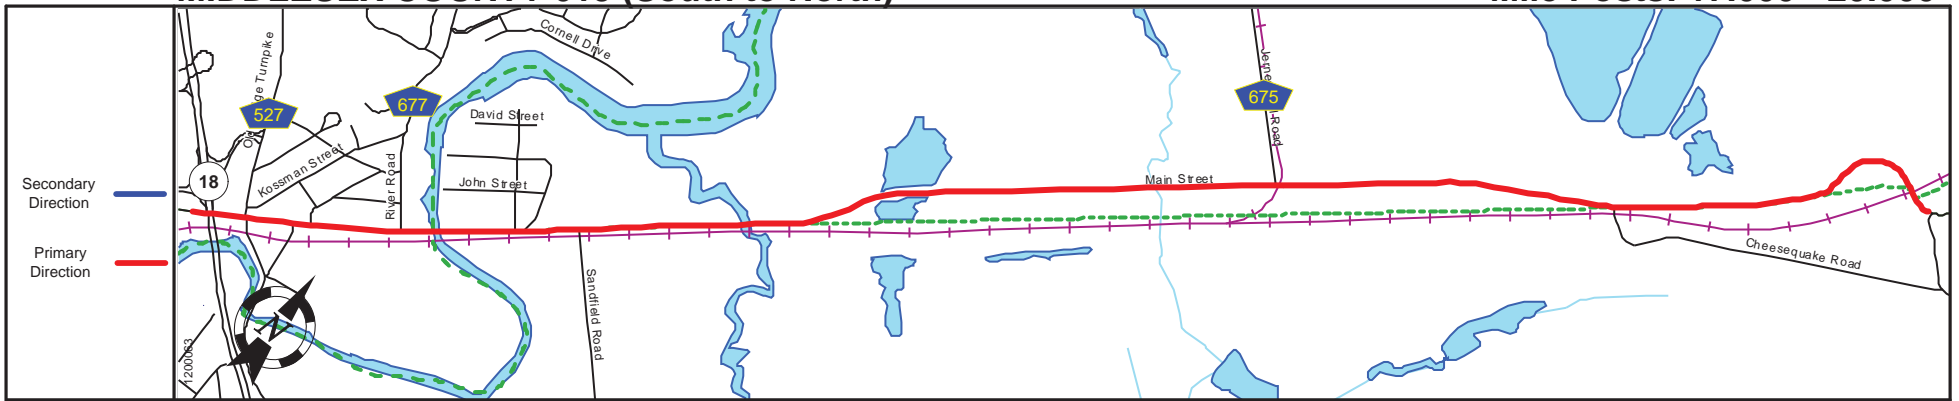 Secondary
Direction
Primary
Direction
527
677
18
675
Cornell Drive
David Street
John Street
Kossman Street
River Road
Sandfield Road
Main Street
Road
Cheesequake Road
1200063
N